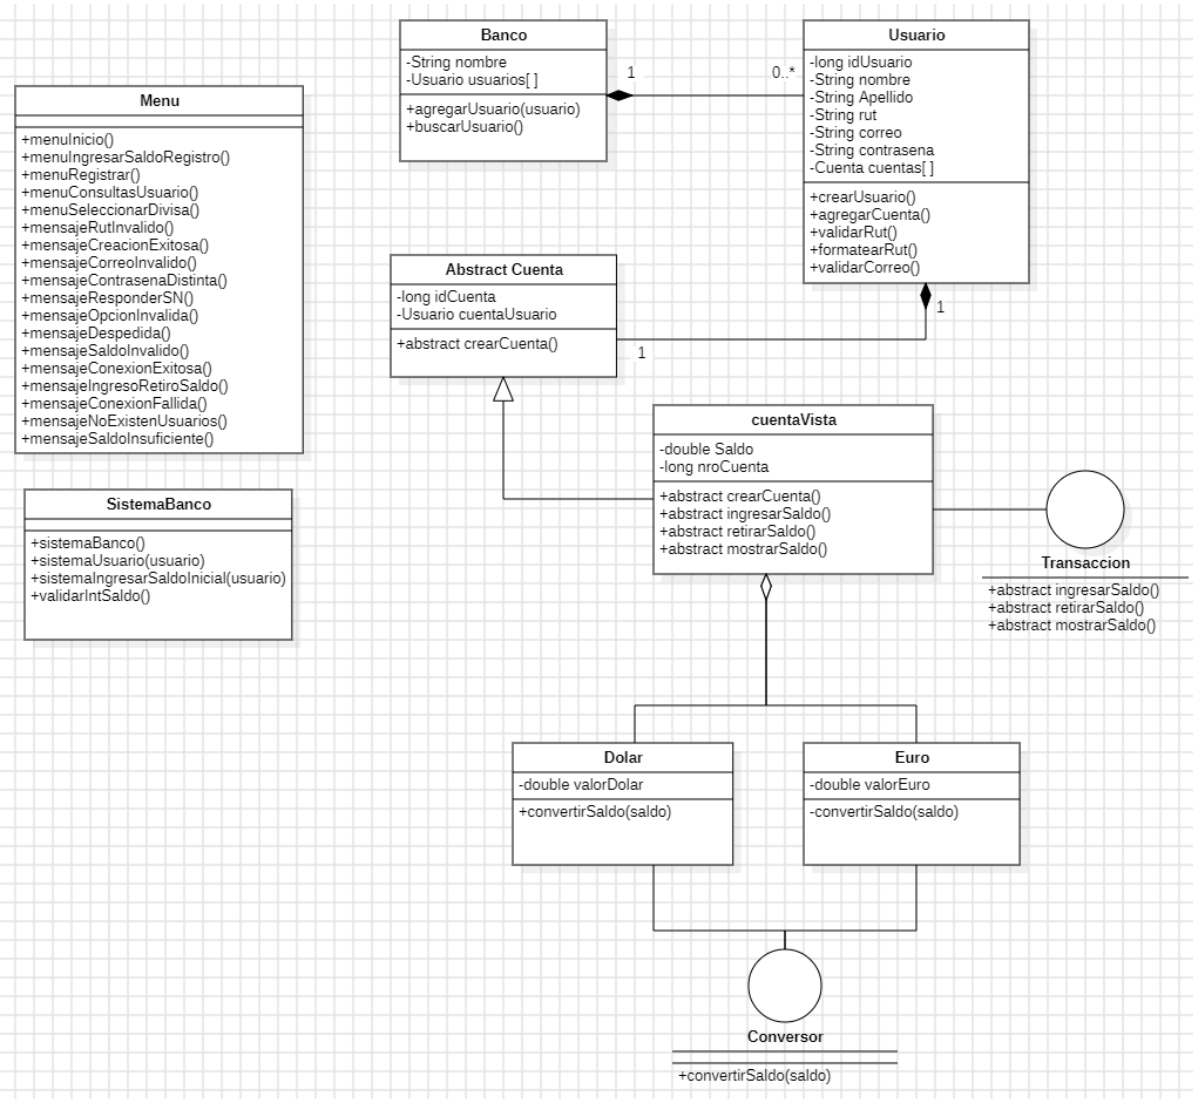 Banco
-String nombre
-Usuario usuarios[ ]
+agregarUsuario(usuario)
+buscarUsuario()
1
0..*
Usuario
-long idUsuario
-String nombre
-String Apellido
-String rut
-String correo
-String contrasena
-Cuenta cuentas[ ]
+crearUsuario()
+agregarCuenta()
+validarRut()
+formatearRut()
+validarCorreo()
1
1
Menu
+menuInicio()
+menuIngresarSaldoRegistro()
+menuRegistrar()
+menuConsultasUsuario()
+menuSeleccionarDivisa()
+mensajeRutInvalido()
+mensajeCreacionExitosa()
+mensajeCorreoInvalido()
+mensajeContrasenaDistinta()
+mensajeResponderSN()
+mensajeOpcionInvalida()
+mensajeDespedida()
+mensajeSaldoInvalido()
+mensajeConexionExitosa()
+mensajeIngresoRetiroSaldo()
+mensajeConexionFallida()
+mensajeNoExistenUsuarios()
+mensajeSaldoInsuficiente()
Abstract Cuenta
-long idCuenta
-Usuario cuentaUsuario
+abstract crearCuenta()
cuentaVista
-double Saldo
-long nroCuenta
+abstract crearCuenta()
+abstract ingresarSaldo()
+abstract retirarSaldo()
+abstract mostrarSaldo()
SistemaBanco
+sistemaBanco()
+sistemaUsuario(usuario)
+sistemaIngresarSaldoInicial(usuario)
+validarIntSaldo()
Transaccion
+abstract ingresarSaldo()
+abstract retirarSaldo()
+abstract mostrarSaldo()
Dolar
-double valorDolar
+convertirSaldo(saldo)
Euro
-double valorEuro
-convertirSaldo(saldo)
Conversor
+convertirSaldo(saldo)